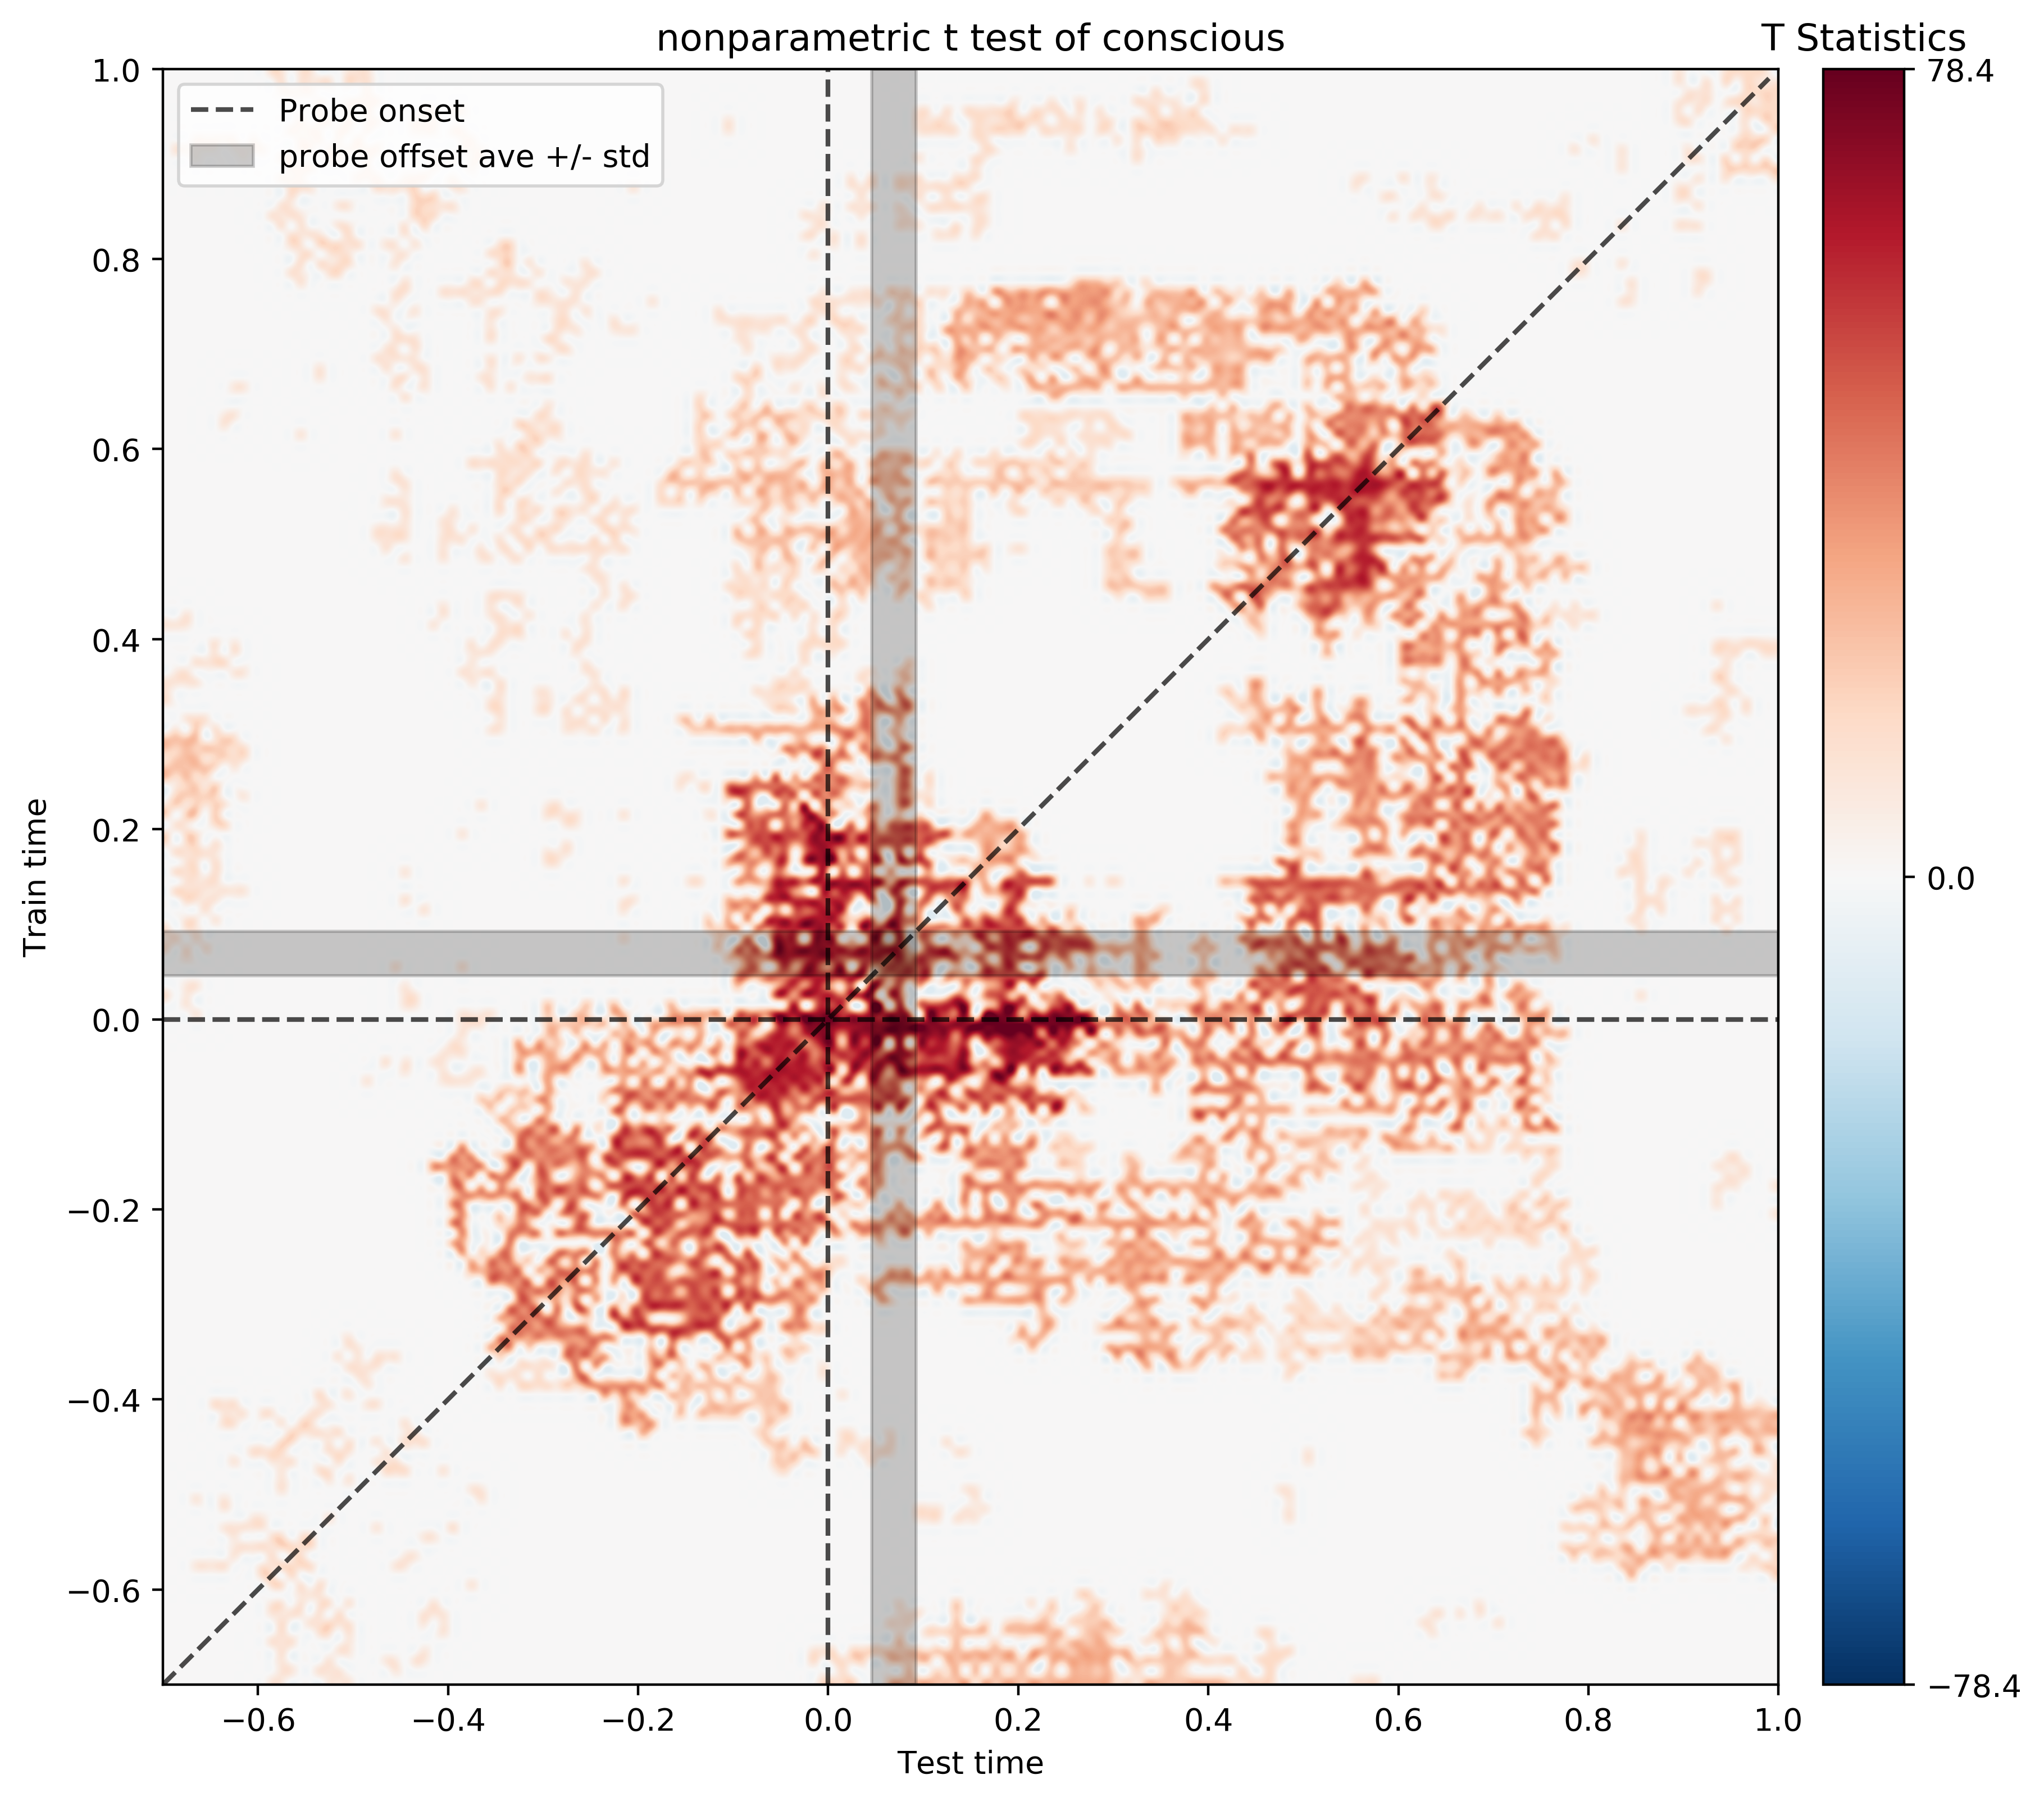 nonparametric t test of conscious
T Statistics
Probe onset
probe offset ave +/- std
1.0
0.8
0.6
0.4
0.2
0.0
−0.2
−0.4
−0.6
Train time
−0.6 −0.4 −0.2 0.0 0.2 0.4 0.6 0.8 1.0
Test time
78.4
0.0
−78.4